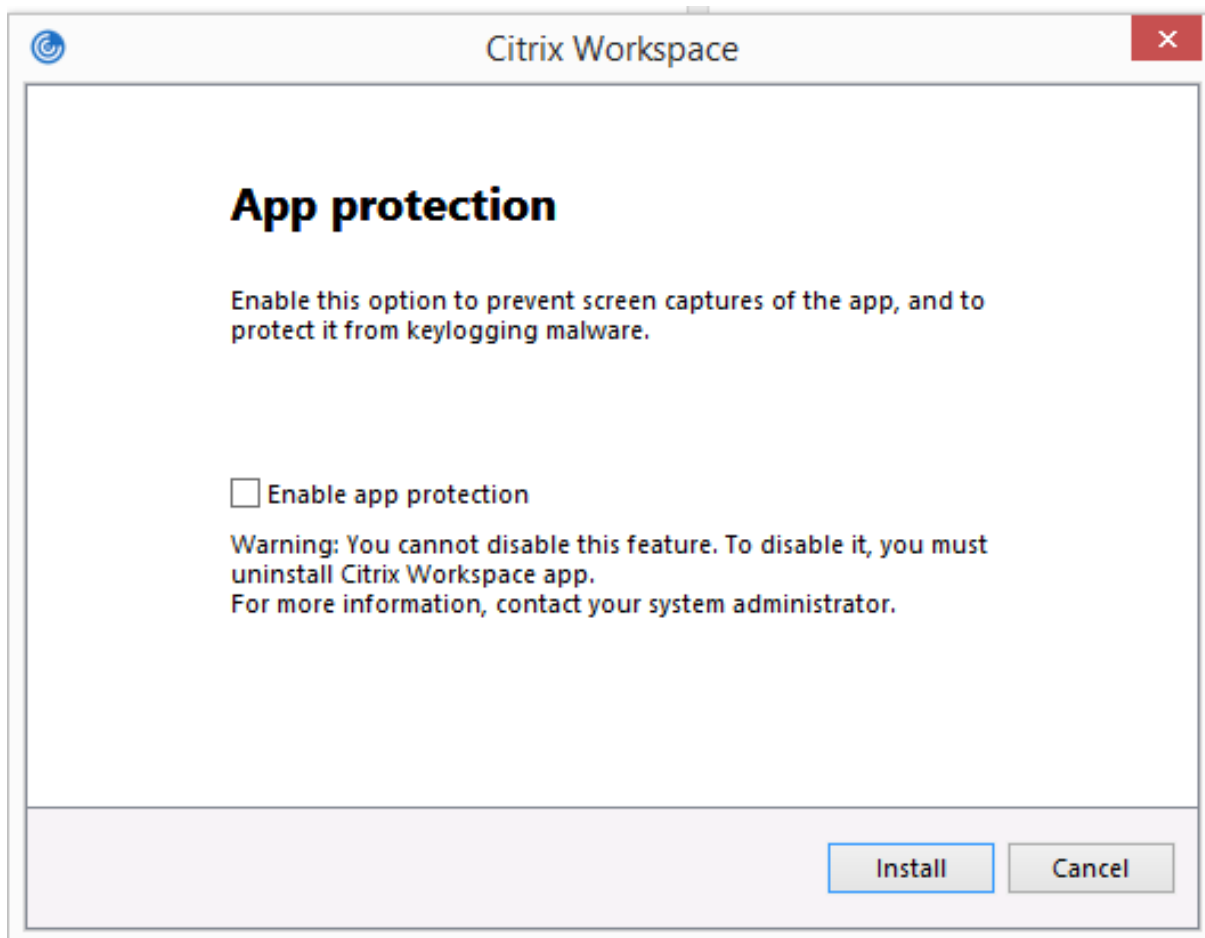 Citrix Workspace
App protection
Enable this option to prevent screen captures of the app, and to
protect it from keylogging malware.
Enable app protection
Warning: You cannot disable this feature. To disable it, you must
uninstall Citrix Workspace app.
For more information, contact your system administrator.
Install
Cancel